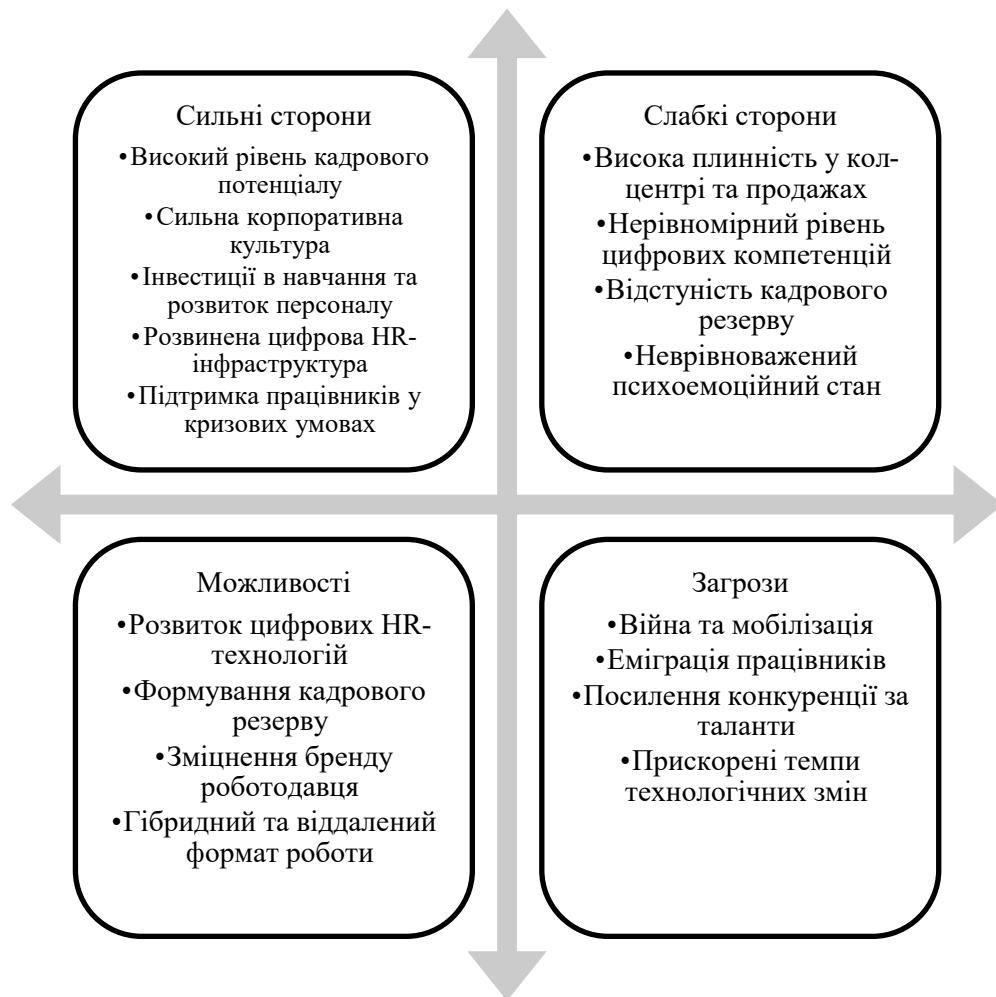 Сильні сторони
•Високий рівень кадрового
потенціалу
•Сильна корпоративна
культура
•Інвестиції в навчання та
розвиток персоналу
•Розвинена цифрова HR-
інфраструктура
•Підтримка працівників у
кризових умовах
Слабкі сторони
•Висока плинність у кол-
центрі та продажах
•Нерівномірний рівень
цифрових компетенцій
•Відстуність кадрового
резерву
•Неврівноважений
психоемоційний стан
Можливості
•Розвиток цифрових HR-
технологій
•Формування кадрового
резерву
•Зміцнення бренду
роботодавця
•Гібридний та віддалений
формат роботи
Загрози
•Війна та мобілізація
•Еміграція працівників
•Посилення конкуренції за
таланти
•Прискорені темпи
технологічних змін